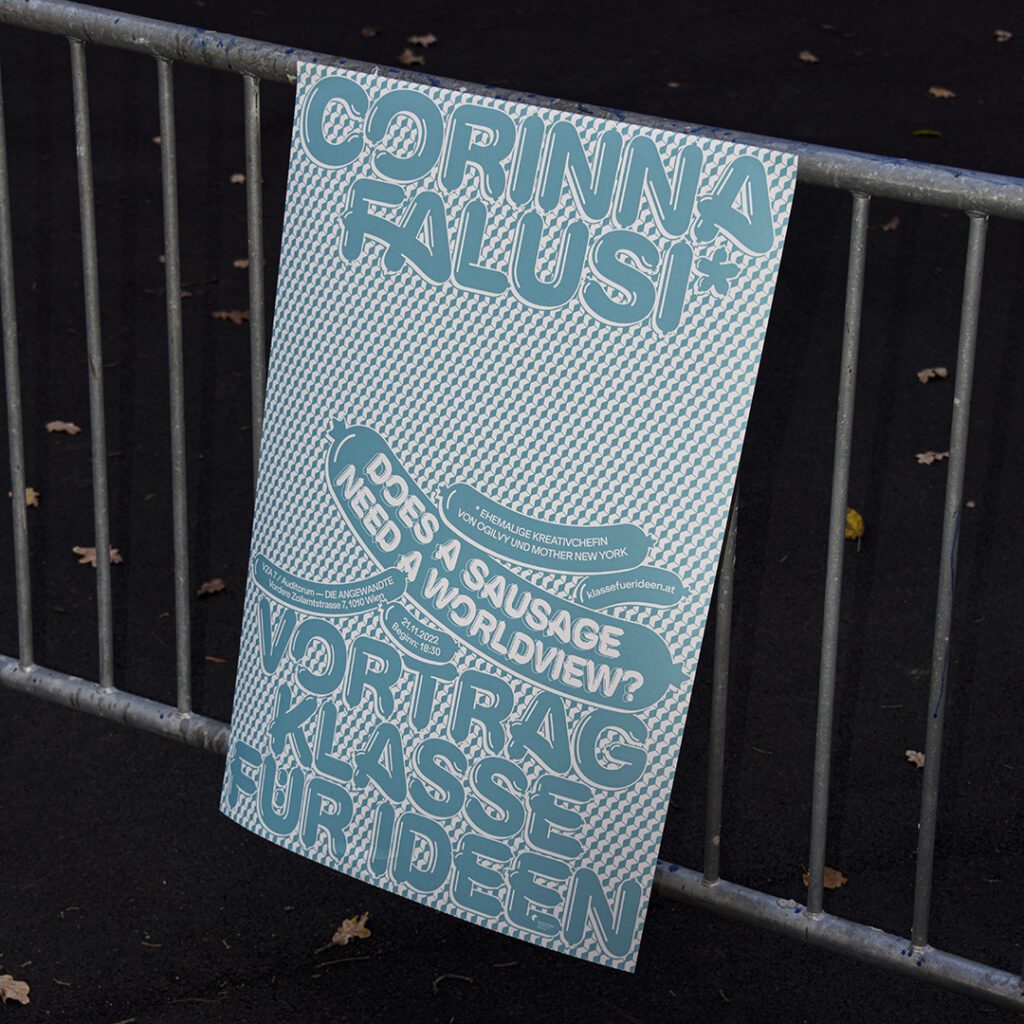 CORINNA
FALUSI*
DOES A SAUSAGE
NEED A WORLDVIEW?
* EHEMALIGE KREATIVCHEFIN
VON OGILVY UND MOTHER NEW YORK
klassefuerideen.at
VZA 7 / Auditorium — DIE ANGEWANDTE
Vordere Zollamtstrasse 7, 1010 Wien
21.11.2022
Beginn: 18:30
VORTRAG
KLASSE
FÜR IDEEN